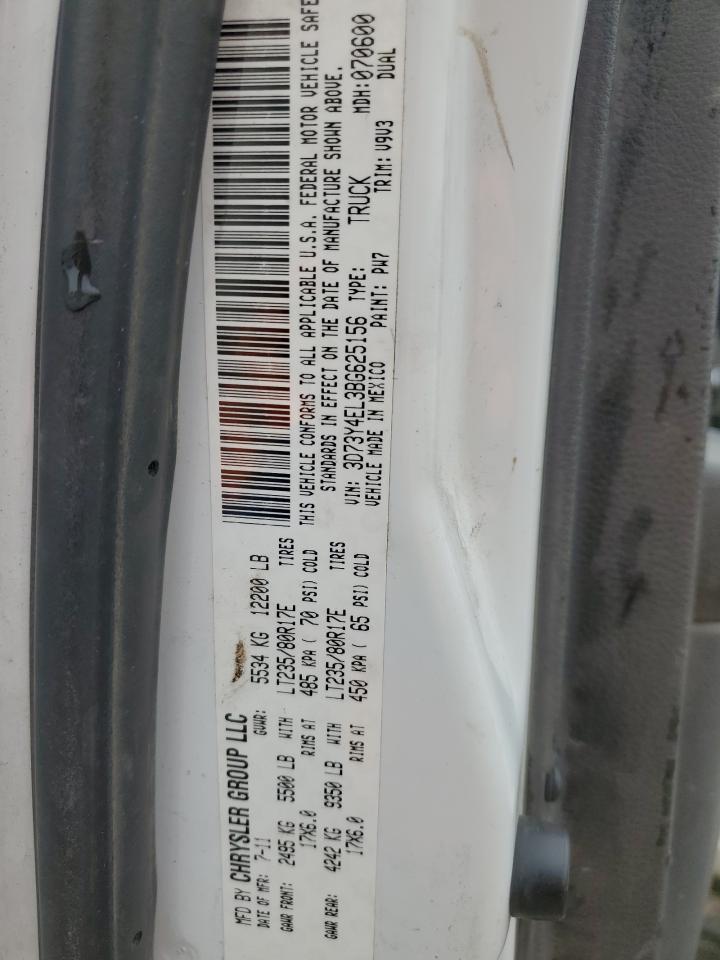 MFD BY CHRYSLER GROUP LLC
DATE OF MFR: 7-11 GVWR: 5534 KG 12200 LB
GAWR FRONT: 2495 KG 5500 LB WITH LT235/80R17E TIRES
17X6.0 RIMS AT 485 KPA ( 70 PSI) COLD
GAWR REAR: 4242 KG 9350 LB WITH LT235/80R17E TIRES
17X6.0 RIMS AT 450 KPA ( 65 PSI) COLD
THIS VEHICLE CONFORMS TO ALL APPLICABLE U.S.A. FEDERAL MOTOR VEHICLE SAFE
STANDARDS IN EFFECT ON THE DATE OF MANUFACTURE SHOWN ABOVE.
VIN: 3D73Y4EL3BG625156 TYPE: TRUCK MDH: 070600
VEHICLE MADE IN MEXICO PAINT: PW7 TRIM: V9V3 DUAL